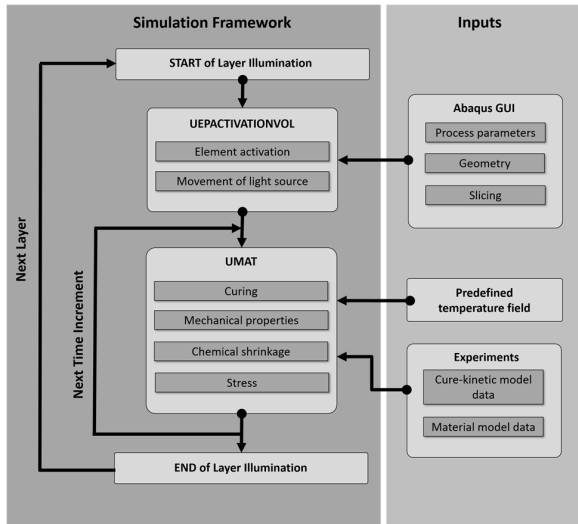 Simulation Framework
START of Layer Illumination
UEPACTIVATIONVOL
Element activation
Movement of light source
UMAT
Curing
Mechanical properties
Chemical shrinkage
Stress
END of Layer Illumination
Next Layer
Next Time Increment
Inputs
Abaqus GUI
Process parameters
Geometry
Slicing
Predefined
temperature field
Experiments
Cure-kinetic model
data
Material model data